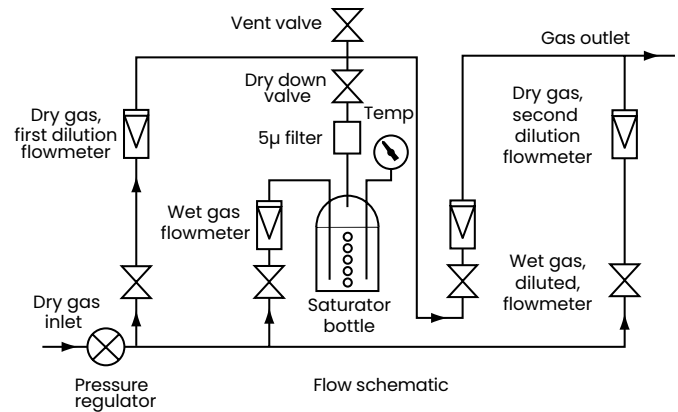 Vent valve
Gas outlet
Dry down
valve
Temp
Dry gas,
first dilution
flowmeter
5µ filter
Dry gas,
second
dilution
flowmeter
Wet gas
flowmeter
Wet gas,
diluted,
flowmeter
Dry gas
inlet
Saturator
bottle
Pressure
regulator
Flow schematic